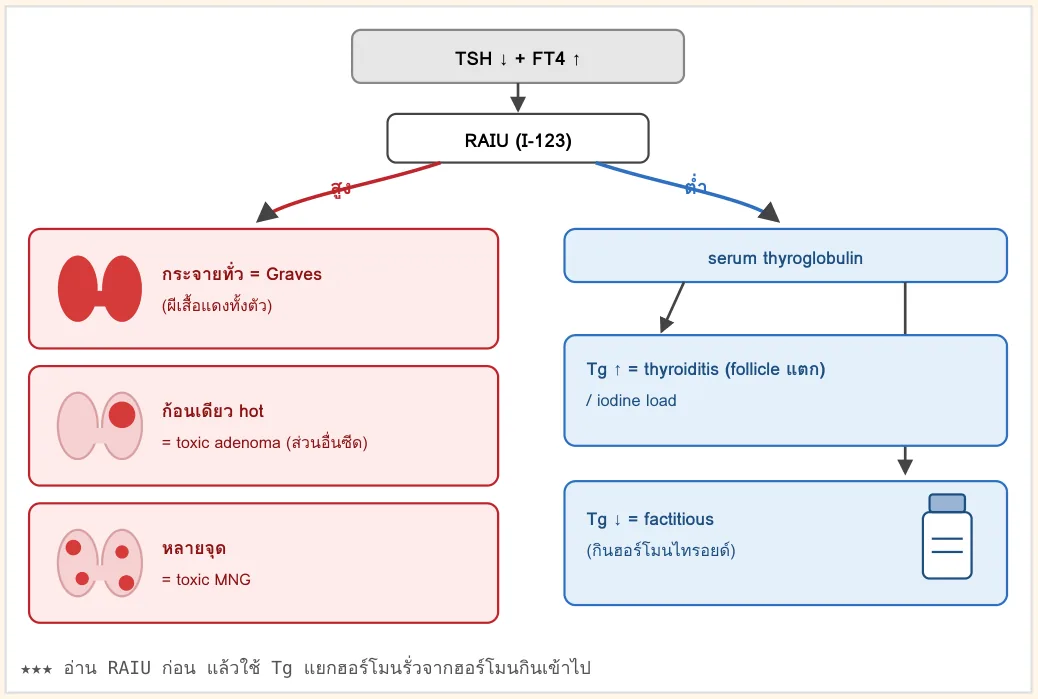 TSH ↓ + FT4 ↑
RAIU (I-123)
สูง
ต่ำ
กระจายทั่ว = Graves
(ผีเสื้อแดงทั้งตัว)
ก้อนเดียว hot
= toxic adenoma (ส่วนอื่นซีด)
หลายจุด
= toxic MNG
serum thyroglobulin
Tg ↑ = thyroiditis (follicle แตก)
/ iodine load
Tg ↓ = factitious
(กินฮอร์โมนไทรอยด์)
★★★ อ่าน RAIU ก่อน แล้วใช้ Tg แยกฮอร์โมนรั่วจากฮอร์โมนกินเข้าไป